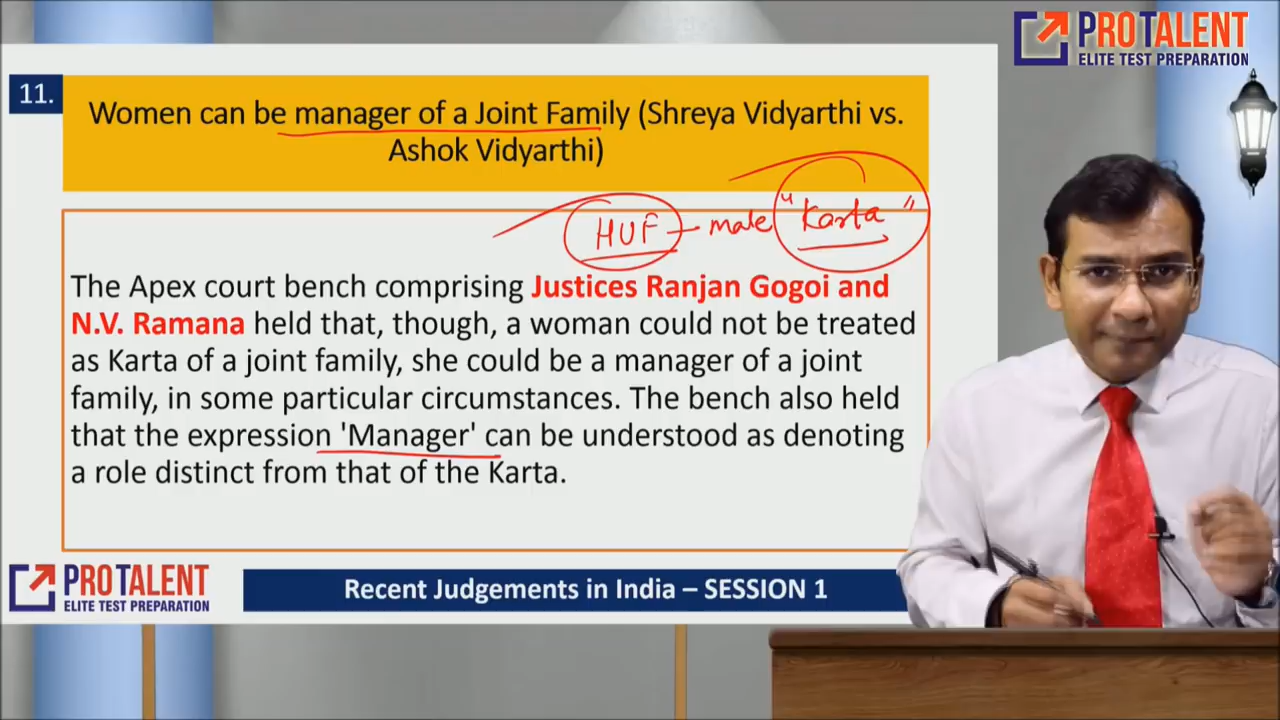 PROTALENT
ELITE TEST PREPARATION
11.
Women can be manager of a Joint Family (Shreya Vidyarthi vs.
Ashok Vidyarthi)
HUF - male "Karta"
The Apex court bench comprising Justices Ranjan Gogoi and
N.V. Ramana held that, though, a woman could not be treated
as Karta of a joint family, she could be a manager of a joint
family, in some particular circumstances. The bench also held
that the expression 'Manager' can be understood as denoting
a role distinct from that of the Karta.
PROTALENT
ELITE TEST PREPARATION
Recent Judgements in India – SESSION 1